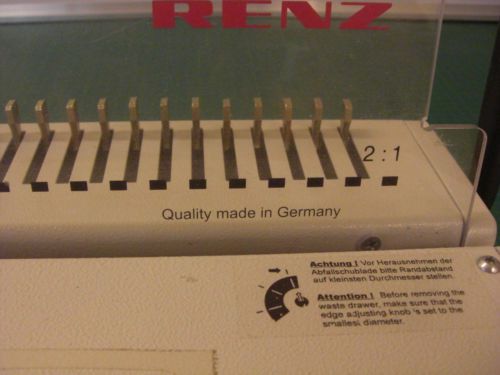 RENZ
2:1
Quality made in Germany
Achtung ! Vor Herausnehmen der
Abfallschublade bitte Randabstand
auf kleinsten Durchmesser stellen.
Attention ! Before removing the
waste drawer, make sure that the
edge adjusting knob is set to the
smallest diameter.